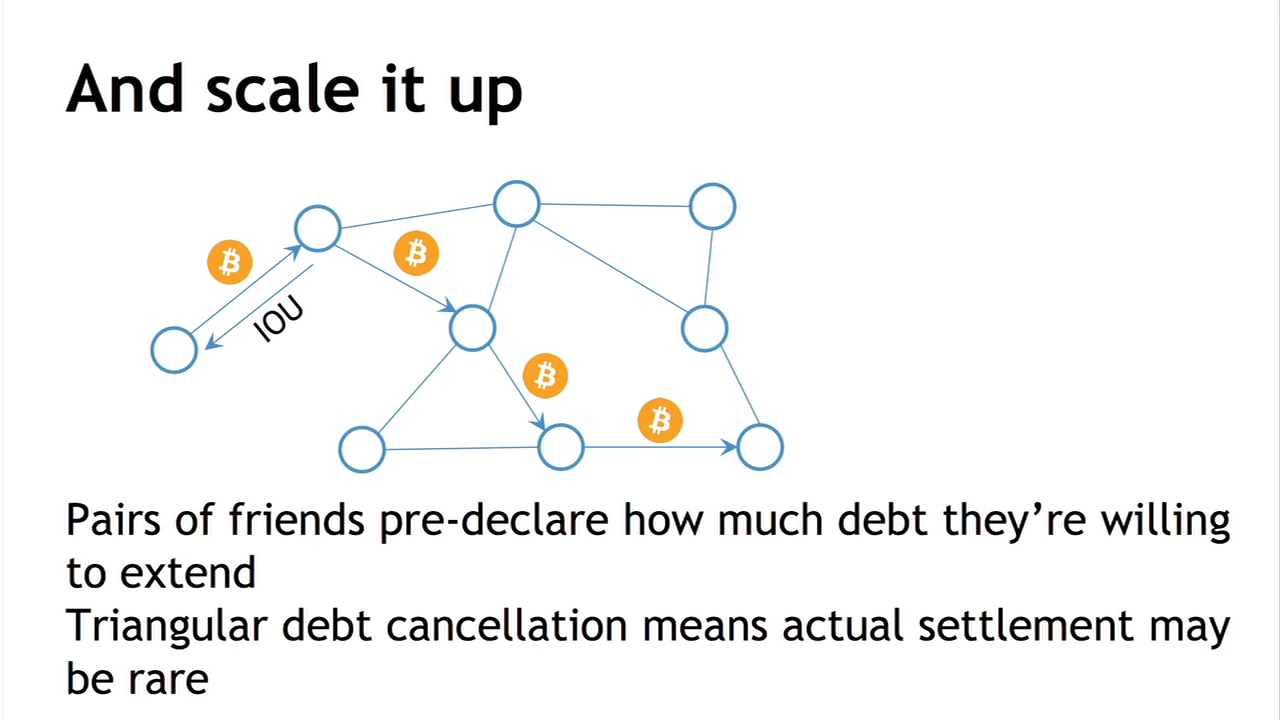 And scale it up
IOU
Pairs of friends pre-declare how much debt they’re willing
to extend
Triangular debt cancellation means actual settlement may
be rare